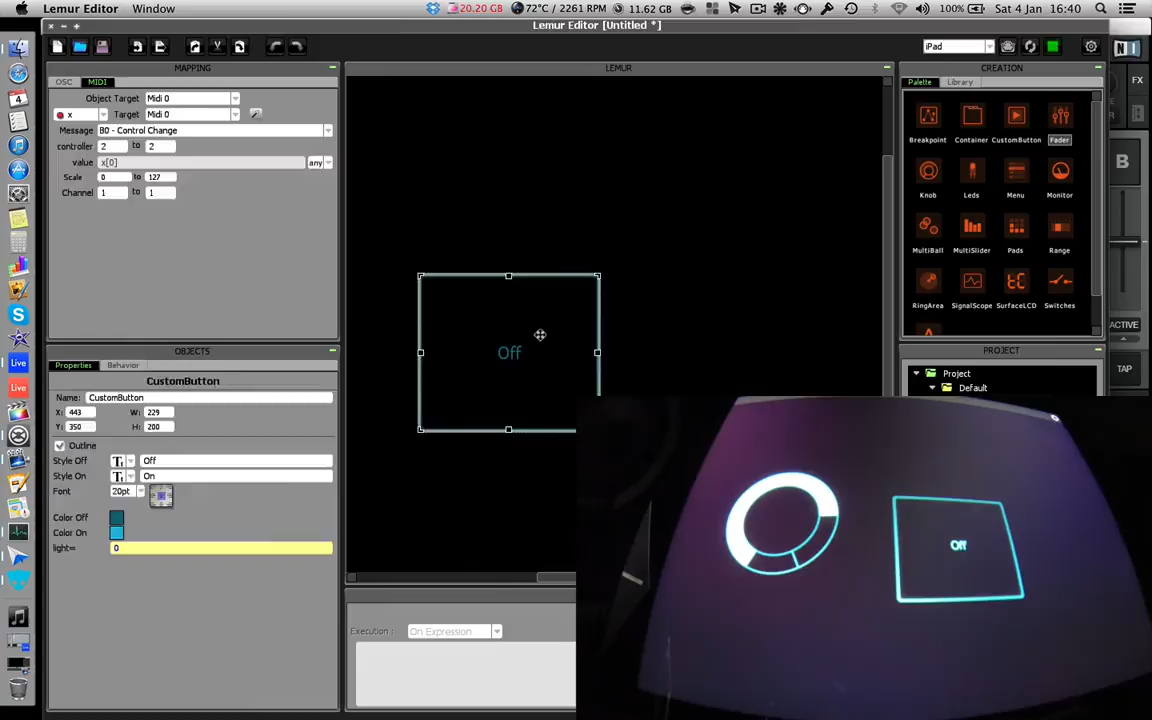 Lemur Editor Window 20.20 GB 72°C / 2261 RPM 11.62 GB 100% Sat 4 Jan 16:40
Lemur Editor [Untitled *]
iPad
MAPPING
OSC MIDI
Object Target Midi 0
x Target Midi 0
Message B0 - Control Change
controller 2 to 2
value x[0] any
Scale 0 to 127
Channel 1 to 1
OBJECTS
Properties Behavior
CustomButton
Name: CustomButton
X: 443 W: 229
Y: 350 H: 200
Outline
Style Off Off
Style On On
Font 20pt
Color Off
Color On
light= 0
LEMUR
Off
Execution : On Expression
CREATION
Palette Library
Breakpoint Container CustomButton Fader
Knob Leds Menu Monitor
MultiBall MultiSlider Pads Range
RingArea SignalScope SurfaceLCD Switches
PROJECT
Project
Default
FX
B
ACTIVE
TAP
Live
Live
Off